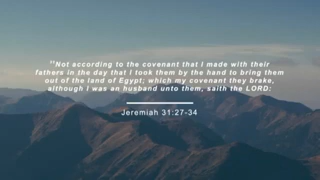 "Not according to the covenant that I made with their
fathers in the day that I took them by the hand to bring them
out of the land of Egypt; which my covenant they brake,
although I was an husband unto them, saith the LORD:
Jeremiah 31:27-34